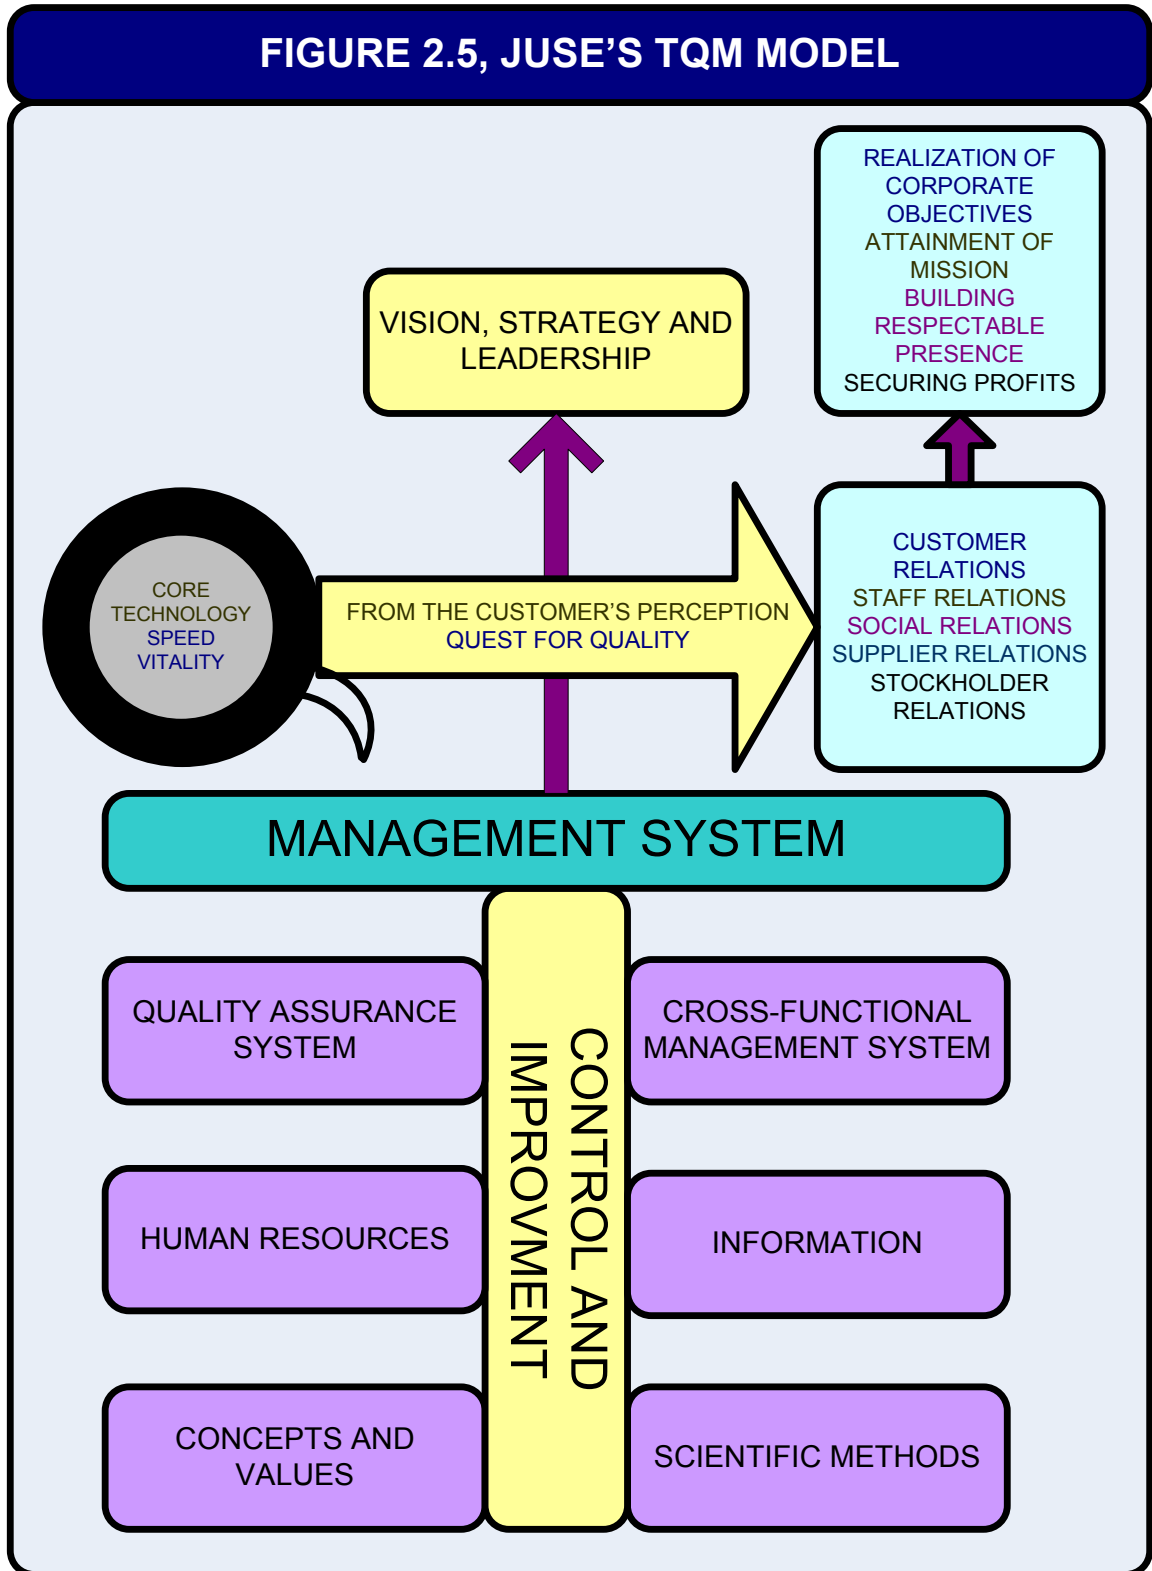 FIGURE 2.5, JUSE'S TQM MODEL
REALIZATION OF
CORPORATE
OBJECTIVES
ATTAINMENT OF
MISSION
BUILDING
RESPECTABLE
PRESENCE
SECURING PROFITS
VISION, STRATEGY AND
LEADERSHIP
CORE
TECHNOLOGY
SPEED
VITALITY
FROM THE CUSTOMER'S PERCEPTION
QUEST FOR QUALITY
CUSTOMER
RELATIONS
STAFF RELATIONS
SOCIAL RELATIONS
SUPPLIER RELATIONS
STOCKHOLDER
RELATIONS
MANAGEMENT SYSTEM
CONTROL AND
IMPROVMENT
QUALITY ASSURANCE
SYSTEM
CROSS-FUNCTIONAL
MANAGEMENT SYSTEM
HUMAN RESOURCES
INFORMATION
CONCEPTS AND
VALUES
SCIENTIFIC METHODS